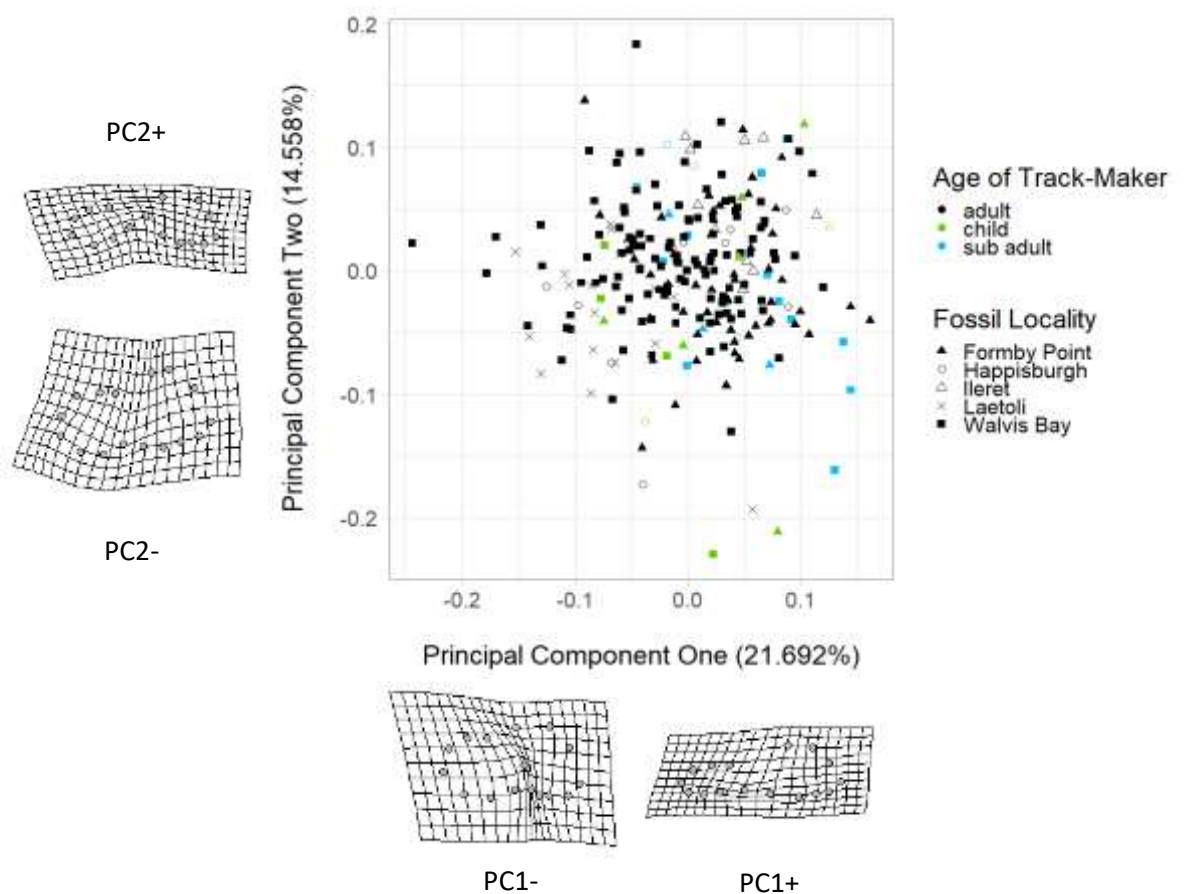 PC2+
PC2-
Principal Component Two (14.558%)
0.2
0.1
0.0
-0.1
-0.2
-0.2
-0.1
0.0
0.1
Principal Component One (21.692%)
PC1-
PC1+
Age of Track-Maker
adult
child
sub adult
Fossil Locality
Formby Point
Happisburgh
Ileret
Laetoli
Walvis Bay